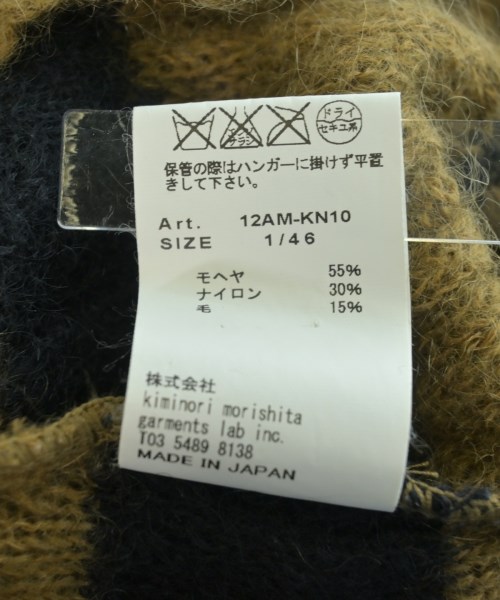 ドライ
セキユ系
保管の際はハンガーに掛けず平置
きして下さい。
Art. 12AM-KN10
SIZE 1/46
モヘヤ 55%
ナイロン 30%
毛 15%
株式会社
kiminori morishita
garments lab inc.
T03 5489 8138
MADE IN JAPAN